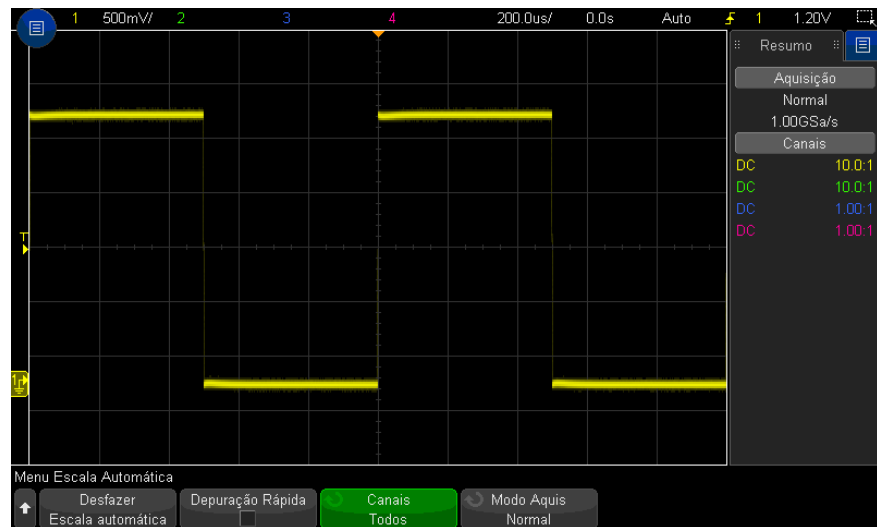 1 500mV/ 2 3 4 200.0us/ 0.0s Auto 1 1.20V
Resumo
Aquisição
Normal
1.00GSa/s
Canais
DC 10.0:1
DC 10.0:1
DC 1.00:1
DC 1.00:1
T
1
Menu Escala Automática
Desfazer
Escala automática
Depuração Rápida
Canais
Todos
Modo Aquis
Normal